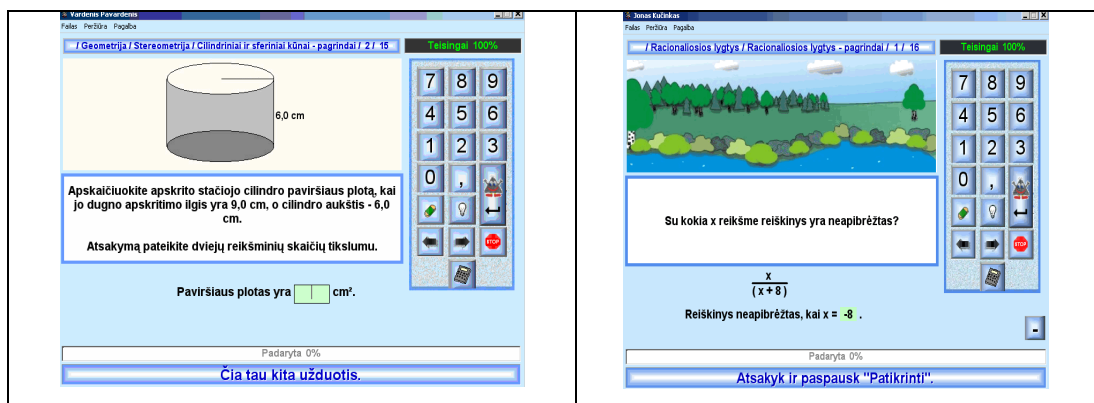 Vardenis Pavardenis
Failas Peržiūra Pagalba
/ Geometrija / Stereometrija / Cilindriniai ir sferiniai kūnai - pagrindai / 2 / 15
Teisingai 100%
6,0 cm
7 8 9
4 5 6
1 2 3
0 ,
STOP
Apskaičiuokite apskrito stačiojo cilindro paviršiaus plotą, kai
jo dugno apskritimo ilgis yra 9,0 cm, o cilindro aukštis - 6,0
cm.
Atsakymą pateikite dviejų reikšminių skaičių tikslumu.
Paviršiaus plotas yra cm².
Padaryta 0%
Čia tau kita užduotis.
Jonas Kučinkas
Failas Peržiūra Pagalba
/ Racionaliosios lygtys / Racionaliosios lygtys - pagrindai / 1 / 16
Teisingai 100%
7 8 9
4 5 6
1 2 3
0 ,
STOP
Su kokia x reikšme reiškinys yra neapibrėžtas?
x
( x + 8 )
Reiškinys neapibrėžtas, kai x = -8 .
-
Padaryta 0%
Atsakyk ir paspausk "Patikrinti".